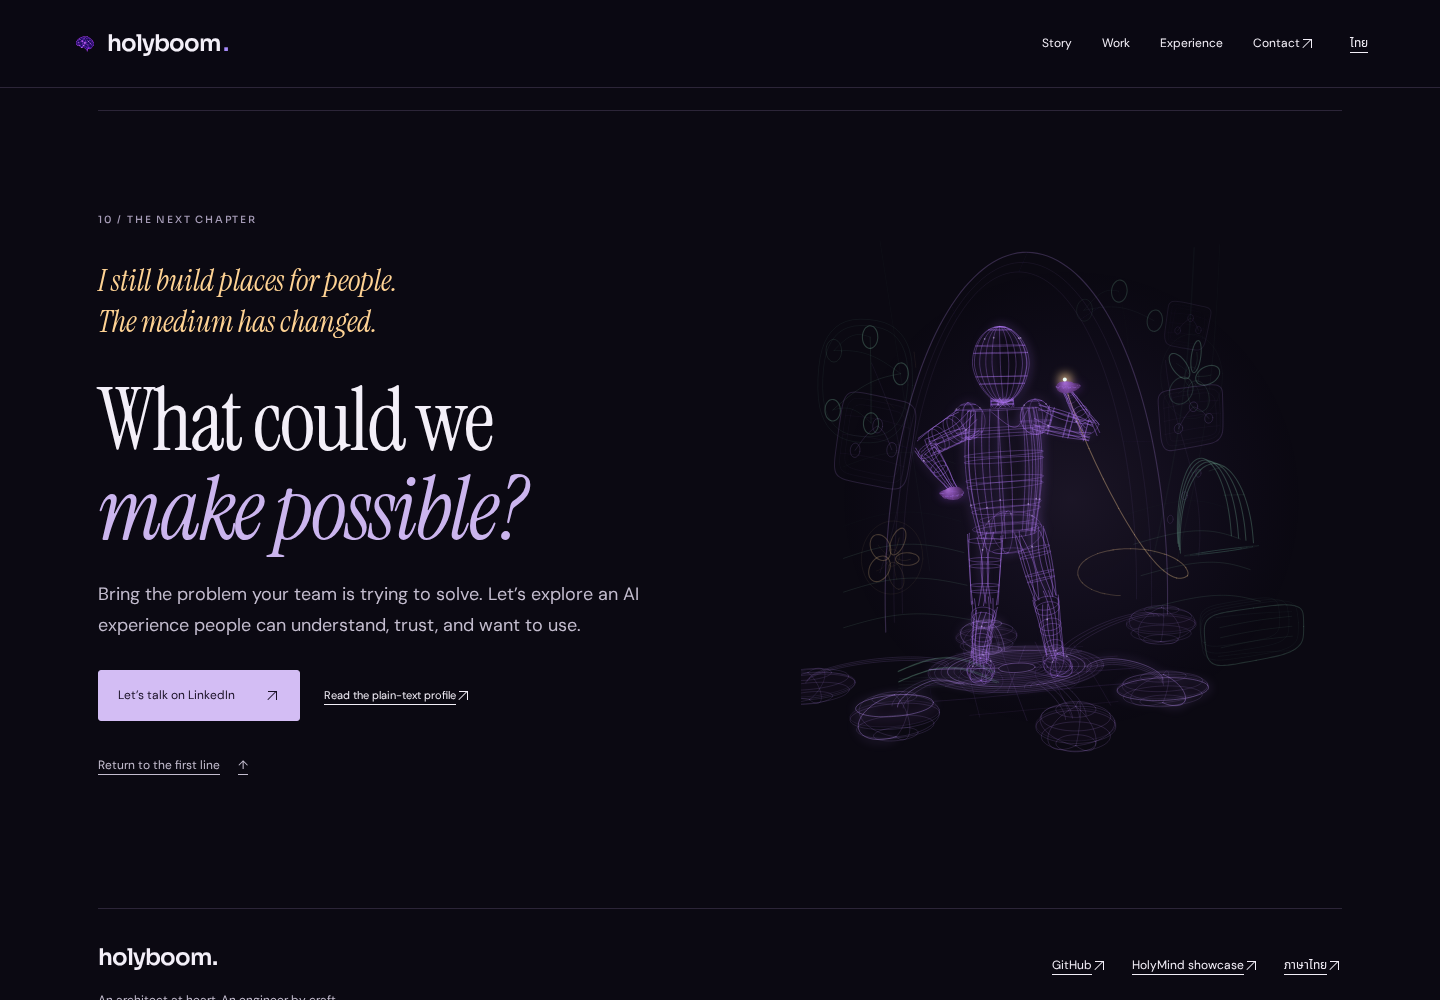 holyboom.
Story
Work
Experience
Contact
ไทย
10 / THE NEXT CHAPTER
I still build places for people.
The medium has changed.
What could we
make possible?
Bring the problem your team is trying to solve. Let’s explore an AI
experience people can understand, trust, and want to use.
Let’s talk on LinkedIn
Read the plain-text profile
Return to the first line ↑
holyboom.
GitHub
HolyMind showcase
ภาษาไทย
An architect at heart. An engineer by craft.